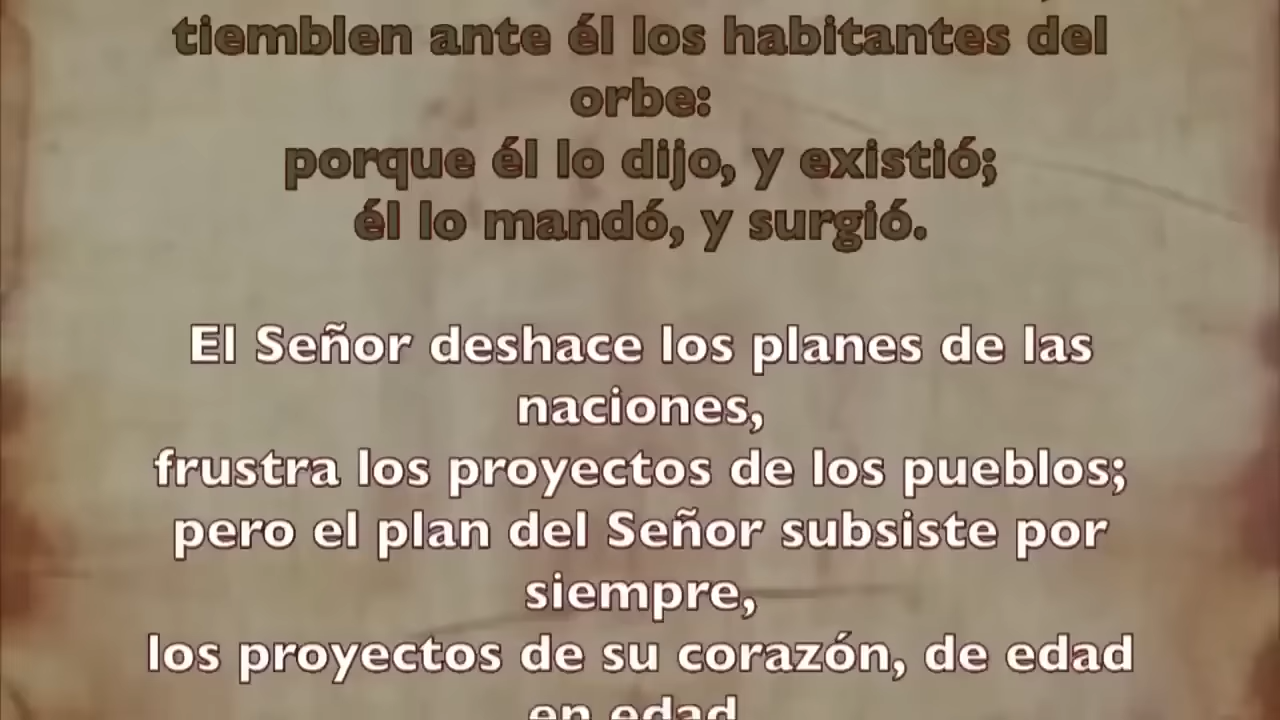 tiemblen ante él los habitantes del
orbe:
porque él lo dijo, y existió;
él lo mandó, y surgió.
El Señor deshace los planes de las
naciones,
frustra los proyectos de los pueblos;
pero el plan del Señor subsiste por
siempre,
los proyectos de su corazón, de edad
en edad